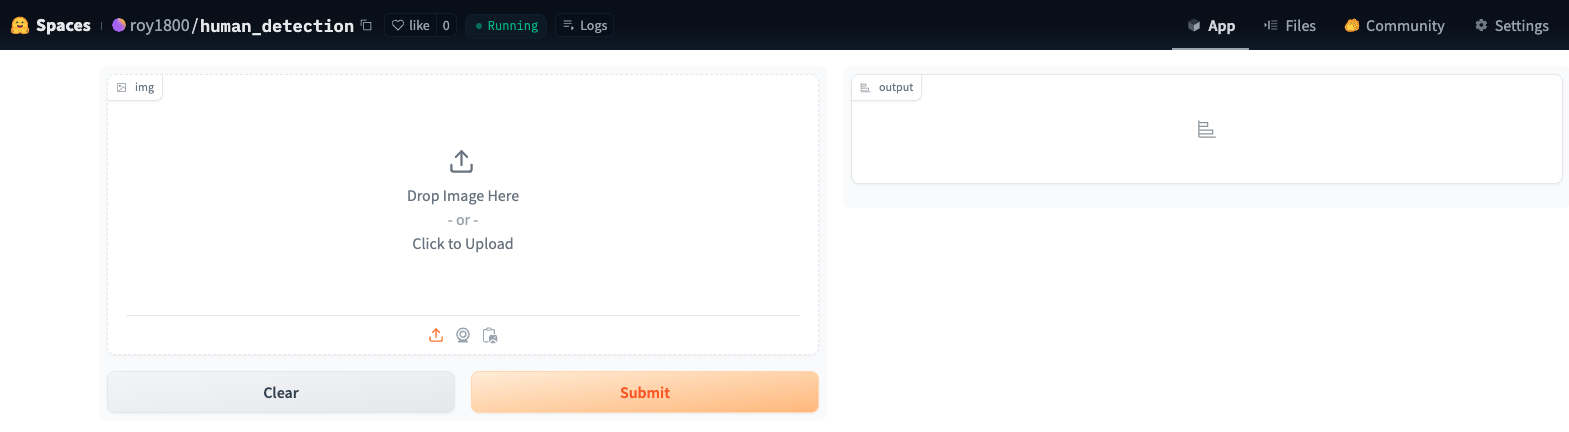 Spaces roy1800/human_detection like 0 Running Logs App Files Community Settings
img
Drop Image Here
- or -
Click to Upload
Clear Submit
output